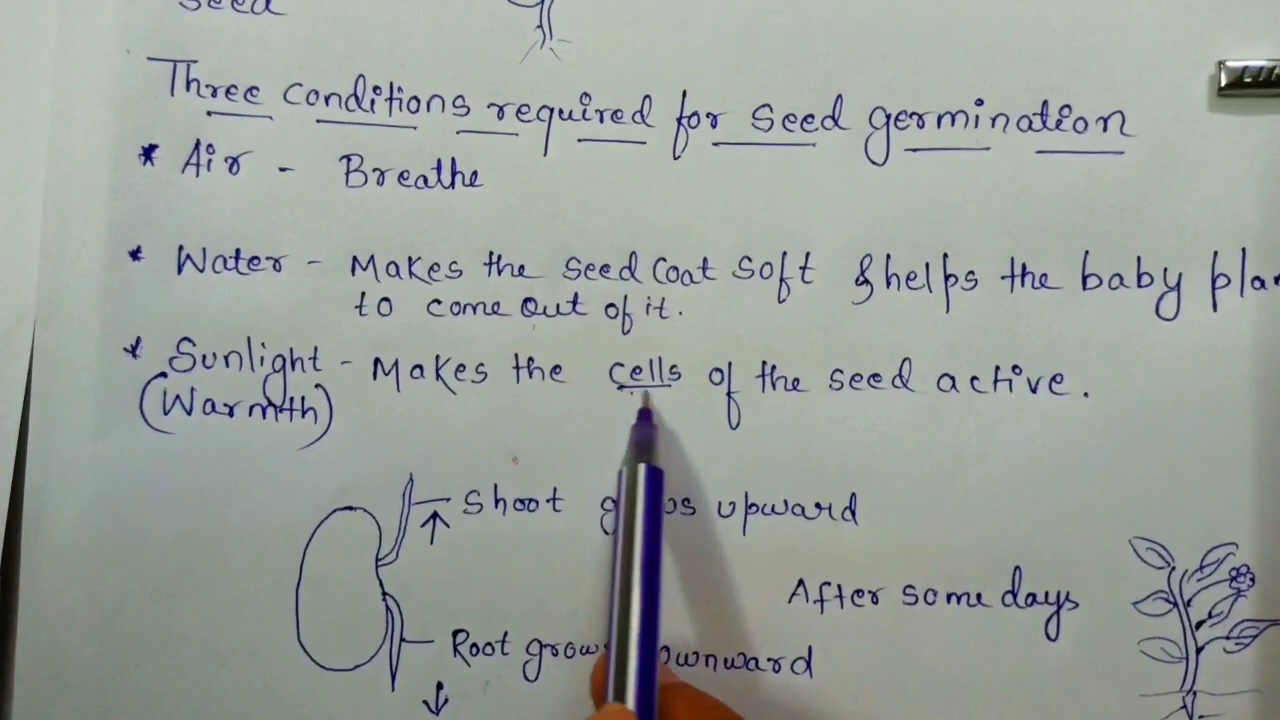 seed
Three conditions required for seed germination
* Air - Breathe
* Water - Makes the seed coat soft & helps the baby
to come out of it.
* Sunlight - Makes the cells of the seed active.
(Warmth)
Shoot upward
After some days
Root